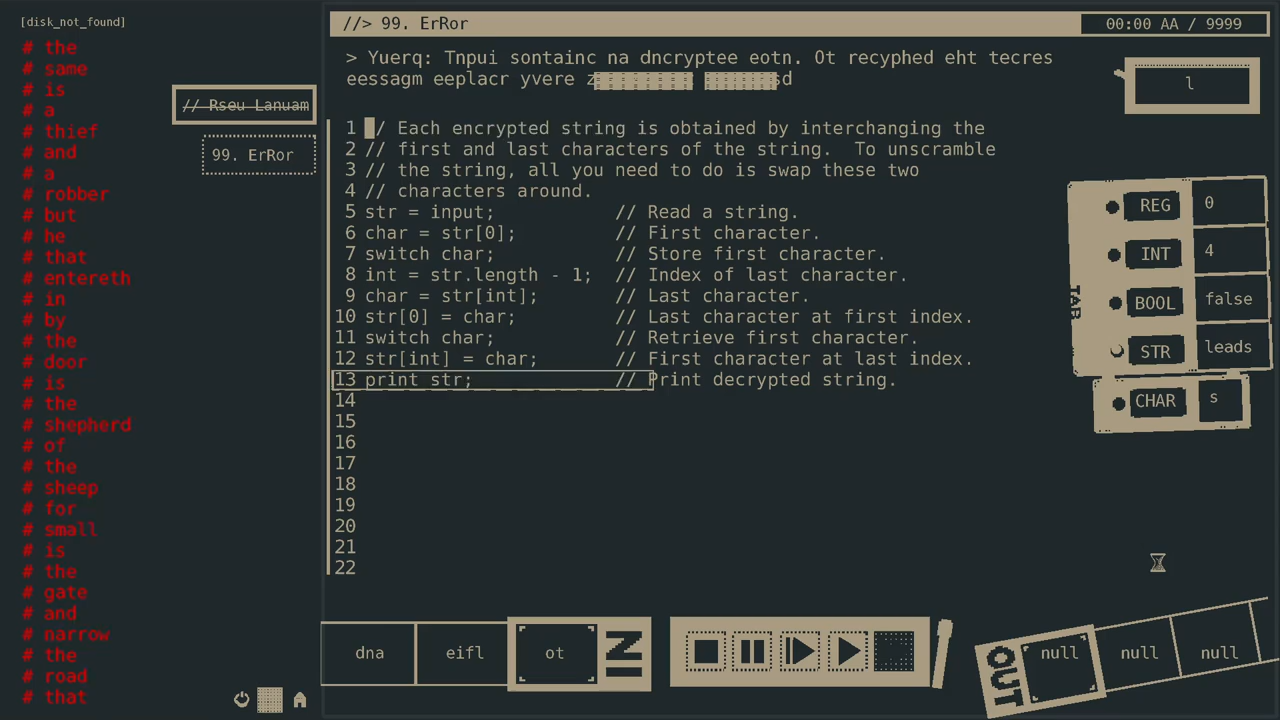 [disk_not_found]
# the
# same
# is
# a
# thief
# and
# a
# robber
# but
# he
# that
# entereth
# in
# by
# the
# door
# is
# the
# shepherd
# of
# the
# sheep
# for
# small
# is
# the
# gate
# and
# narrow
# the
# road
# that
// Rseu Lanuam
99. ErRor
//> 99. ErRor
00:00 AA / 9999
> Yuerq: Tnpui sontainc na dncryptee eotn. Ot recyphed eht tecres
eessagm eeplacr yvere
1 // Each encrypted string is obtained by interchanging the
2 // first and last characters of the string.  To unscramble
3 // the string, all you need to do is swap these two
4 // characters around.
5 str = input; // Read a string.
6 char = str[0]; // First character.
7 switch char; // Store first character.
8 int = str.length - 1; // Index of last character.
9 char = str[int]; // Last character.
10 str[0] = char; // Last character at first index.
11 switch char; // Retrieve first character.
12 str[int] = char; // First character at last index.
13 print str; // Print decrypted string.
14
15
16
17
18
19
20
21
22
l
REG 0
INT 4
BOOL false
STR leads
CHAR s
TAB
dna
eifl
ot
IN
OUT
null
null
null